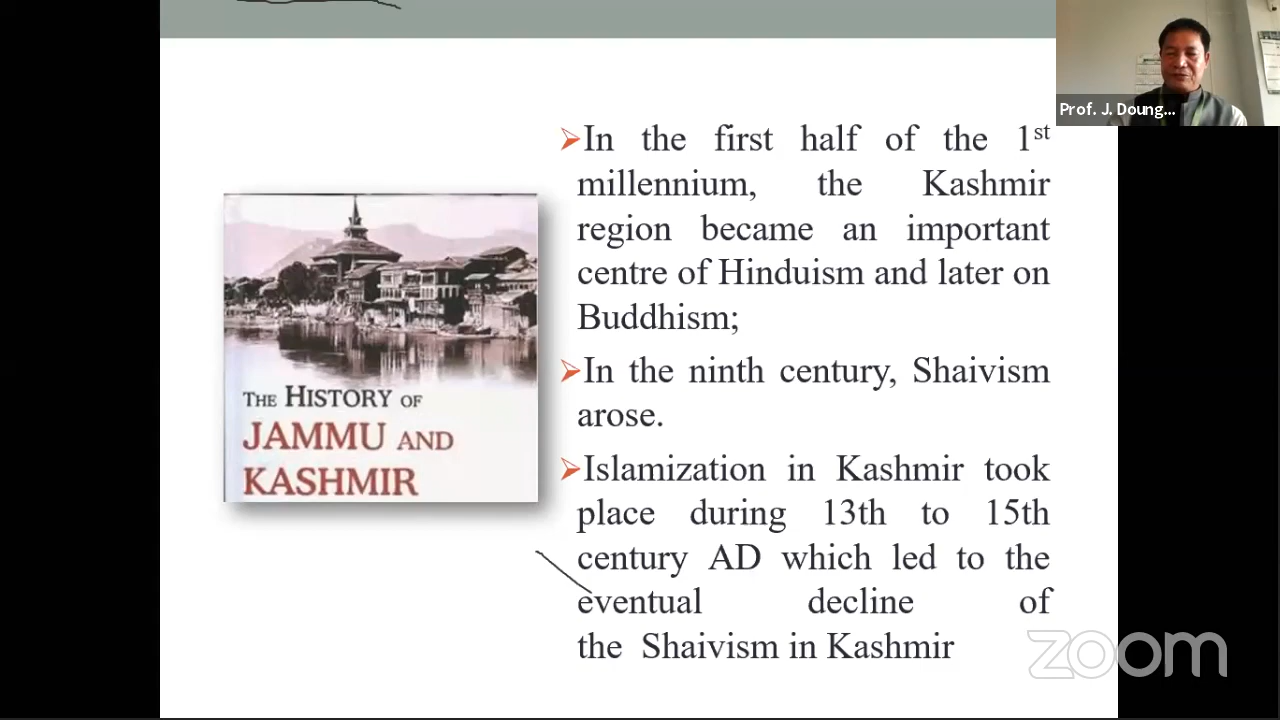 Prof. J. Doung...
➢In the first half of the 1st
millennium, the Kashmir
region became an important
centre of Hinduism and later on
Buddhism;
➢In the ninth century, Shaivism
arose.
➢Islamization in Kashmir took
place during 13th to 15th
century AD which led to the
eventual decline of
the Shaivism in Kashmir
THE HISTORY OF
JAMMU AND
KASHMIR
zoom